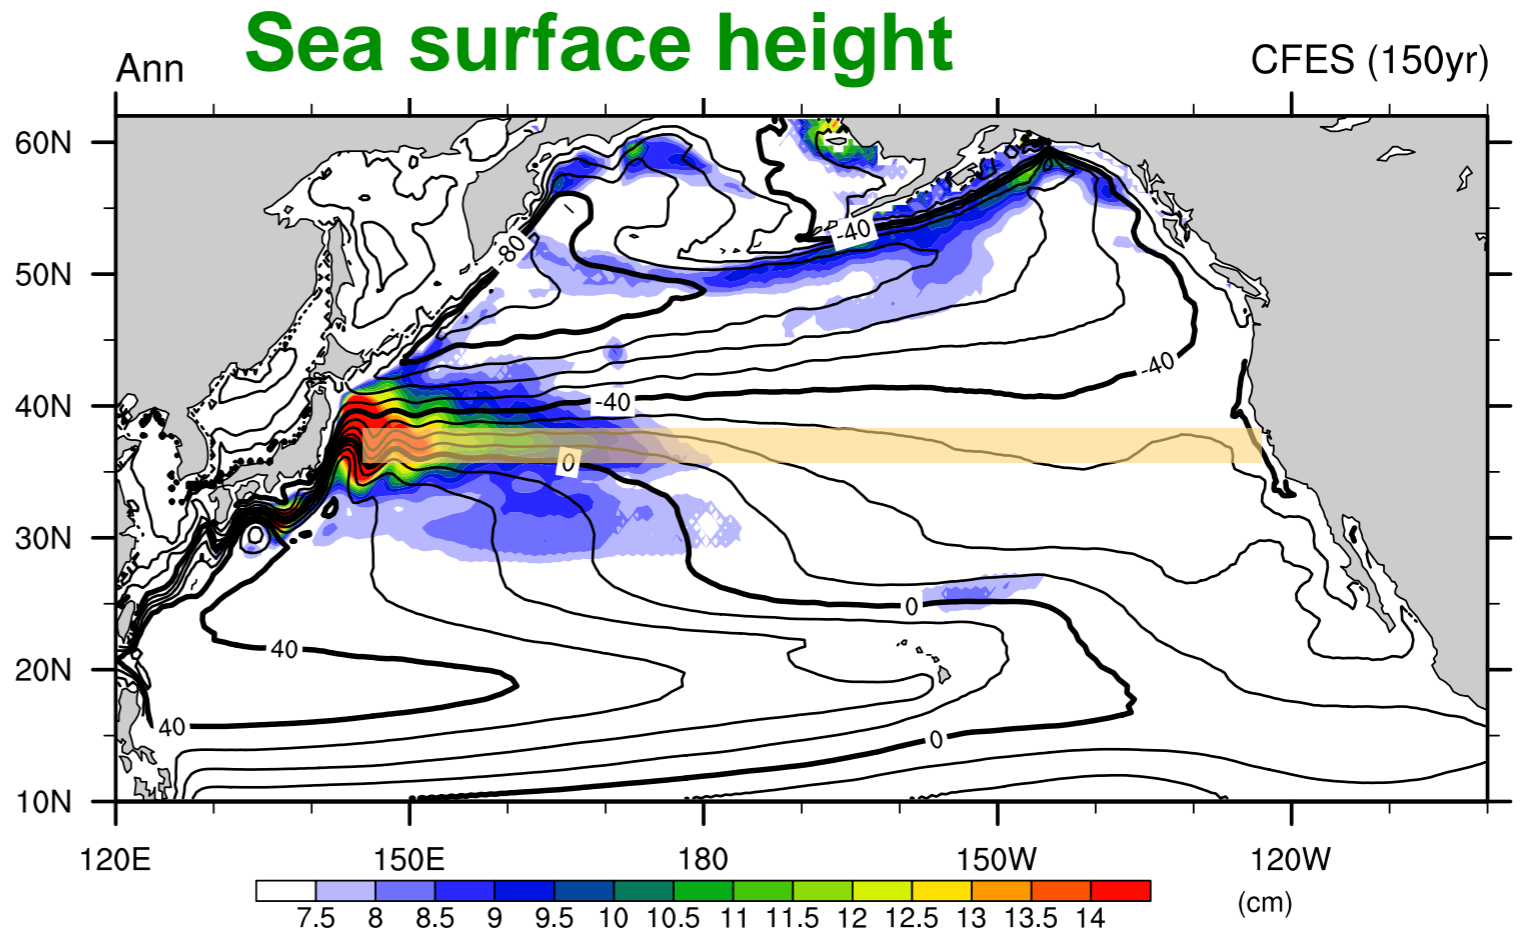 Sea surface height
Ann
CFES (150yr)
60N
50N
40N
30N
20N
10N
-80
-40
-40
-40
0
0
40
40
0
120E 150E 180 150W 120W
7.5 8 8.5 9 9.5 10 10.5 11 11.5 12 12.5 13 13.5 14
(cm)